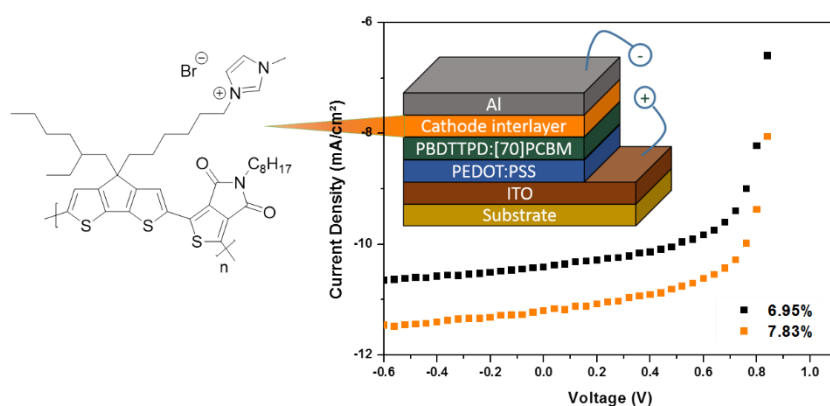 Br⁻
N
N
+
C₈H₁₇
O
N
O
S
S
S
n
Al
Cathode interlayer
PBDTTPD:[70]PCBM
PEDOT:PSS
ITO
Substrate
-
+
Current Density (mA/cm²)
-6
-8
-10
-12
-0.6 -0.4 -0.2 0.0 0.2 0.4 0.6 0.8 1.0
Voltage (V)
6.95%
7.83%